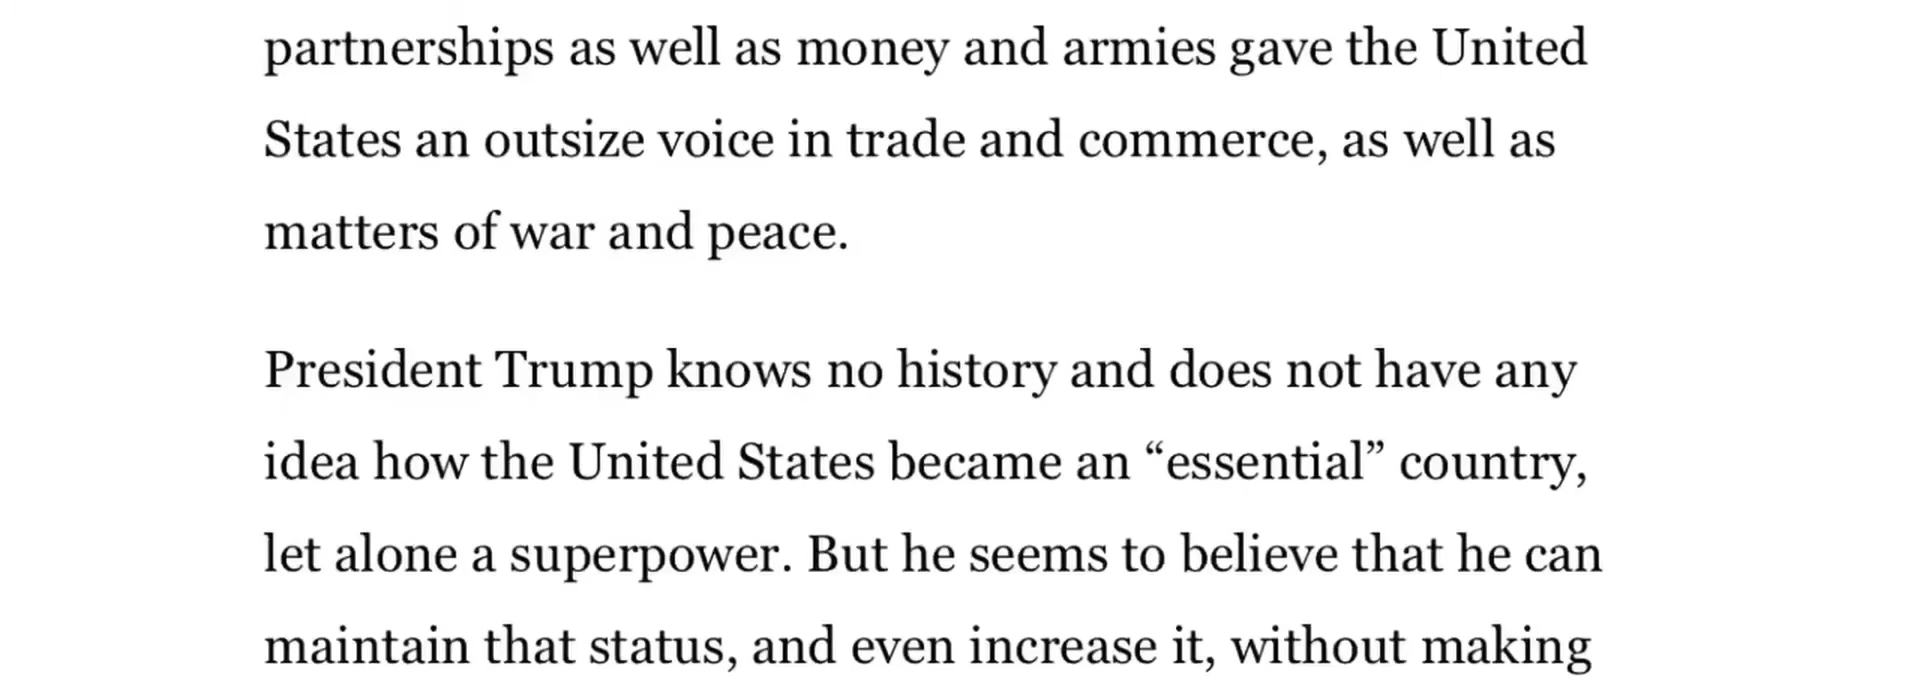 partnerships as well as money and armies gave the United
States an outsize voice in trade and commerce, as well as
matters of war and peace.
President Trump knows no history and does not have any
idea how the United States became an “essential” country,
let alone a superpower. But he seems to believe that he can
maintain that status, and even increase it, without making